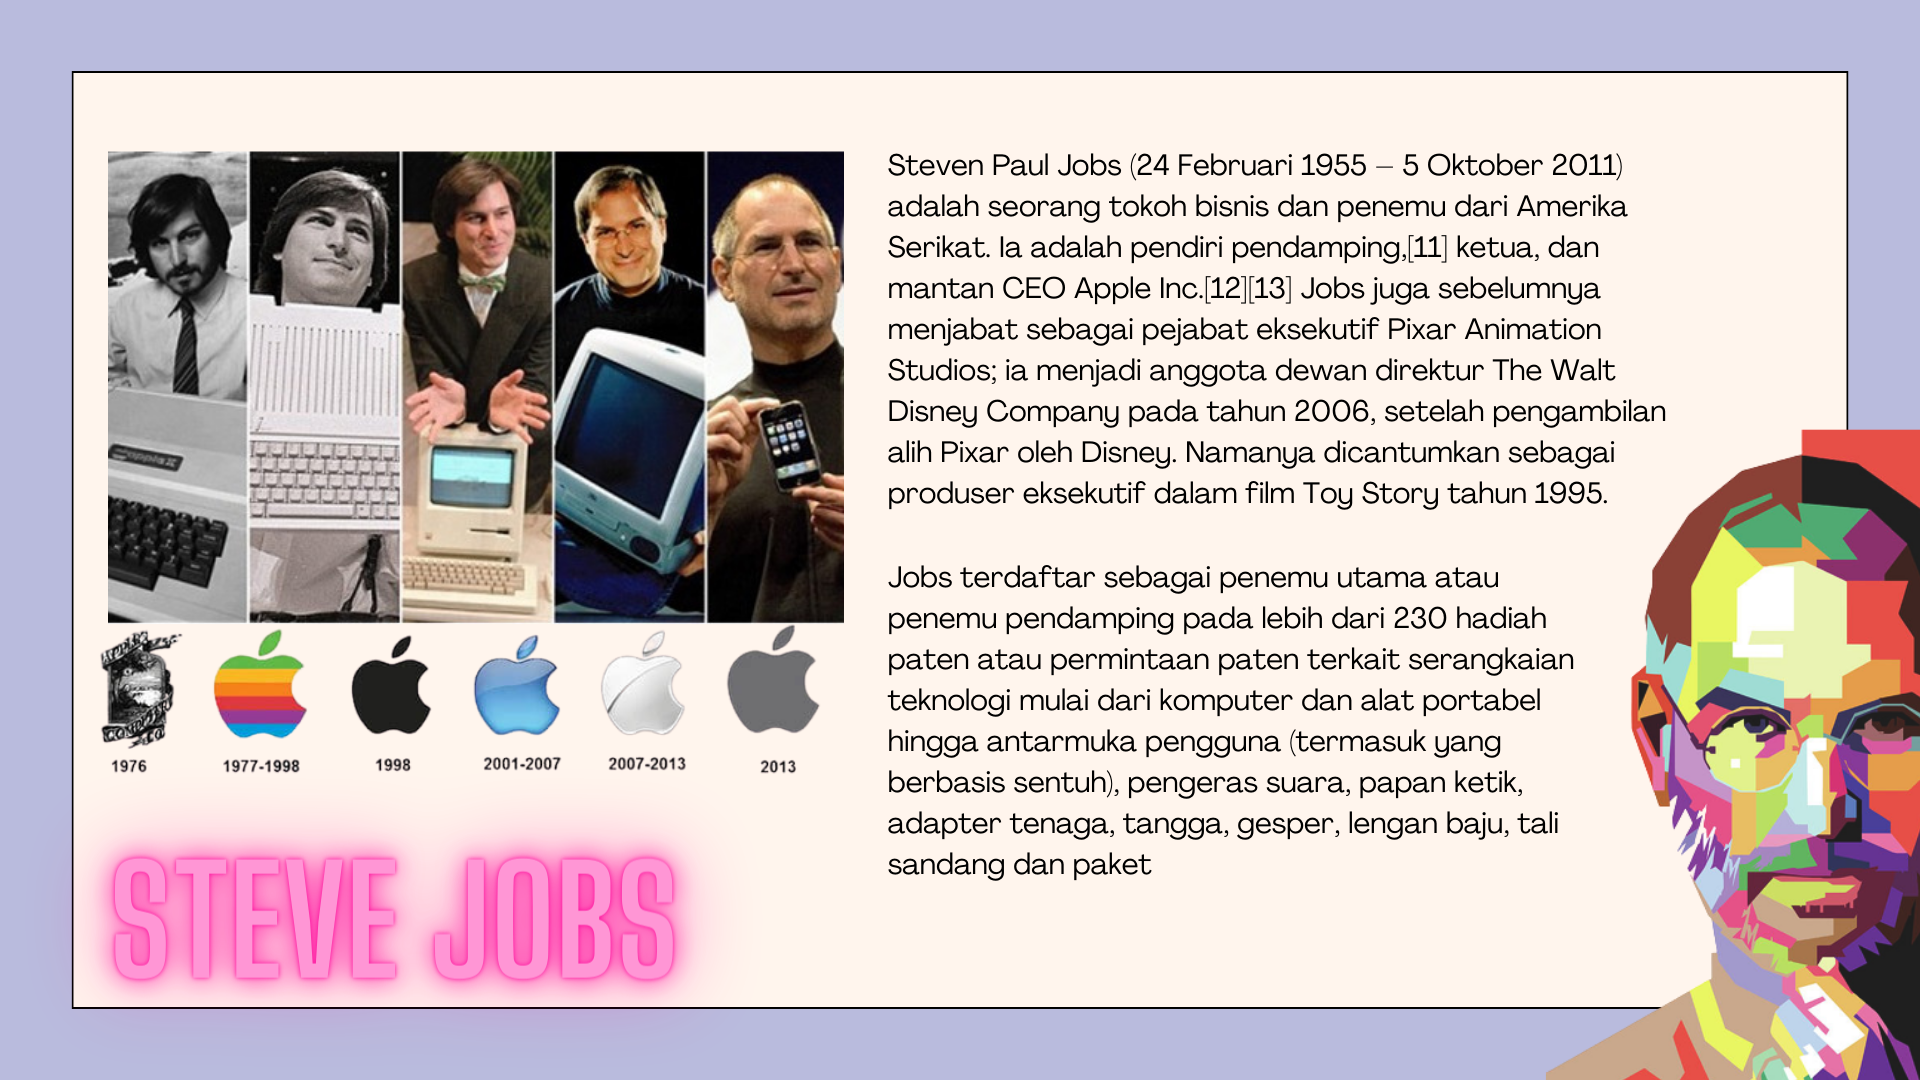 Steven Paul Jobs (24 Februari 1955 – 5 Oktober 2011)
adalah seorang tokoh bisnis dan penemu dari Amerika
Serikat. Ia adalah pendiri pendamping,[11] ketua, dan
mantan CEO Apple Inc.[12][13] Jobs juga sebelumnya
menjabat sebagai pejabat eksekutif Pixar Animation
Studios; ia menjadi anggota dewan direktur The Walt
Disney Company pada tahun 2006, setelah pengambilan
alih Pixar oleh Disney. Namanya dicantumkan sebagai
produser eksekutif dalam film Toy Story tahun 1995.
Jobs terdaftar sebagai penemu utama atau
penemu pendamping pada lebih dari 230 hadiah
paten atau permintaan paten terkait serangkaian
teknologi mulai dari komputer dan alat portabel
hingga antarmuka pengguna (termasuk yang
berbasis sentuh), pengeras suara, papan ketik,
adapter tenaga, tangga, gesper, lengan baju, tali
sandang dan paket
1976
1977-1998
1998
2001-2007
2007-2013
2013
STEVE JOBS